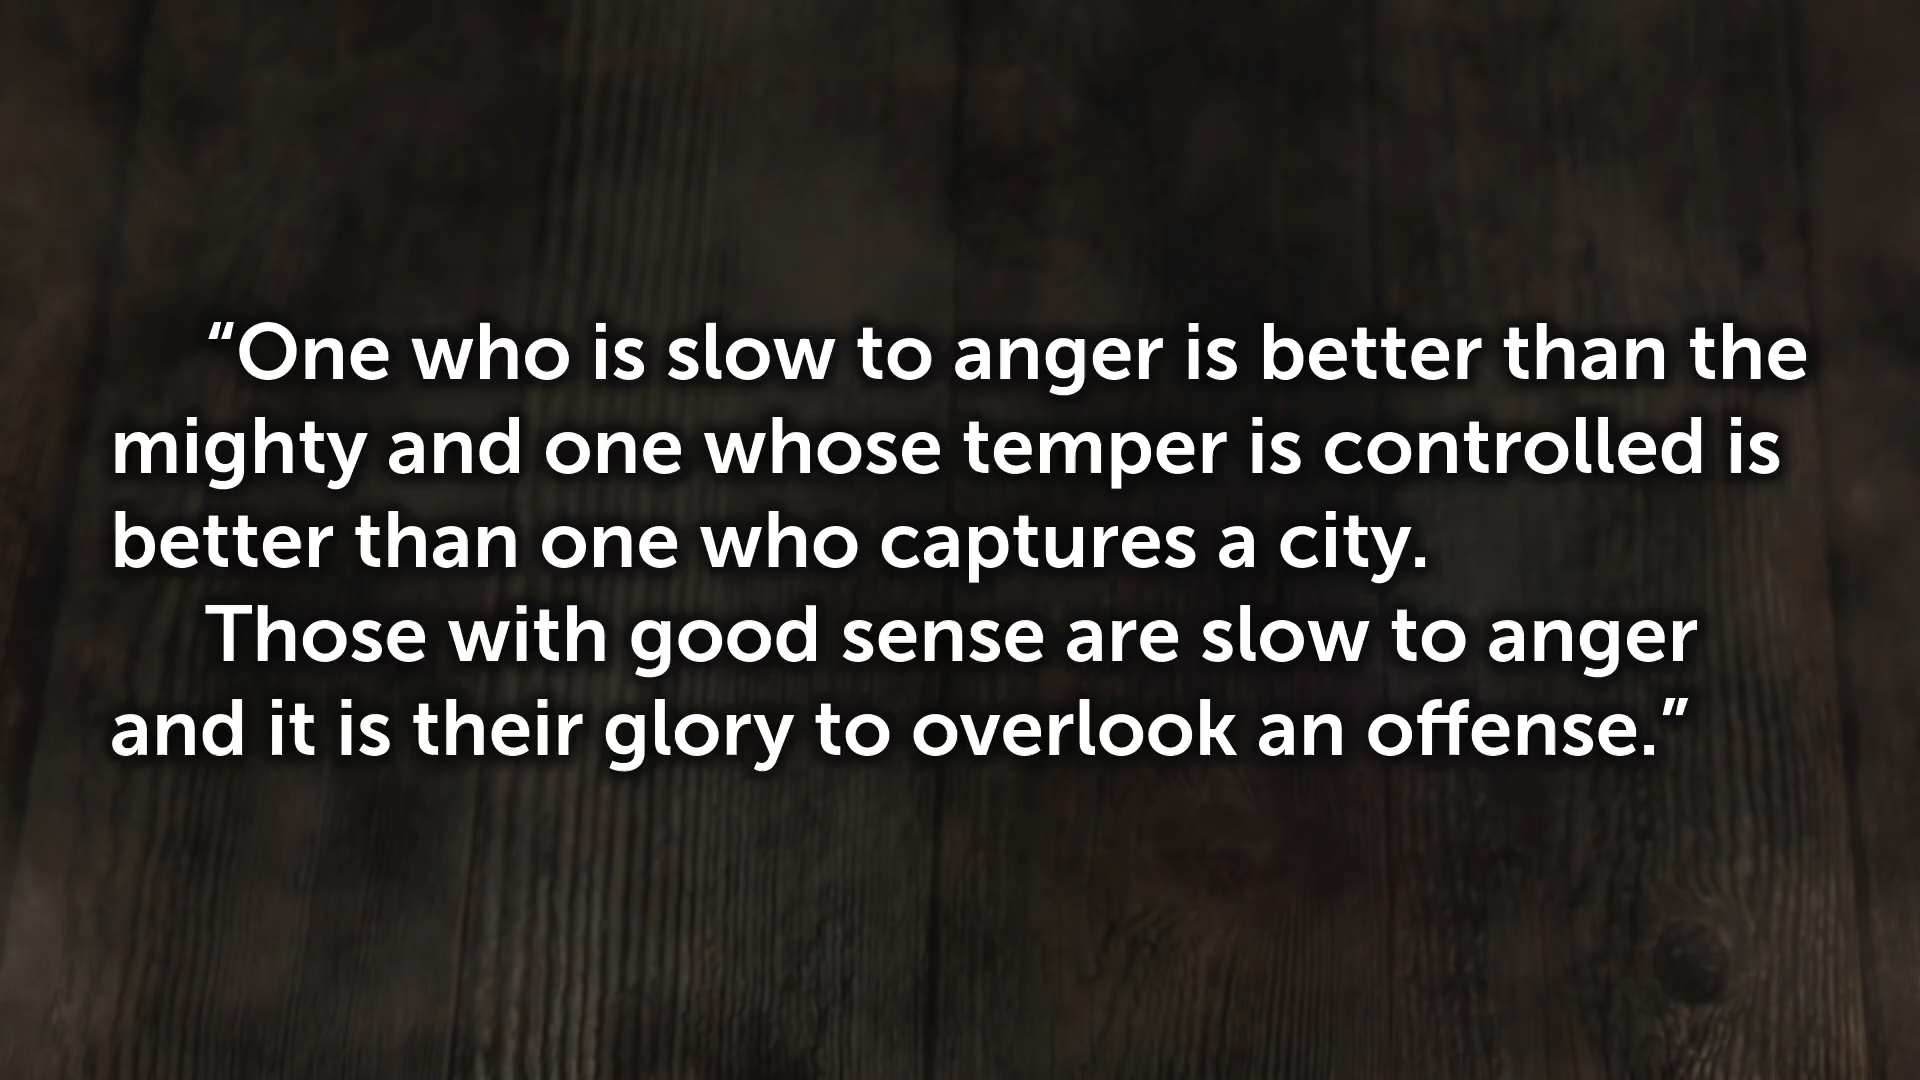 “One who is slow to anger is better than the
mighty and one whose temper is controlled is
better than one who captures a city.
Those with good sense are slow to anger
and it is their glory to overlook an offense.”